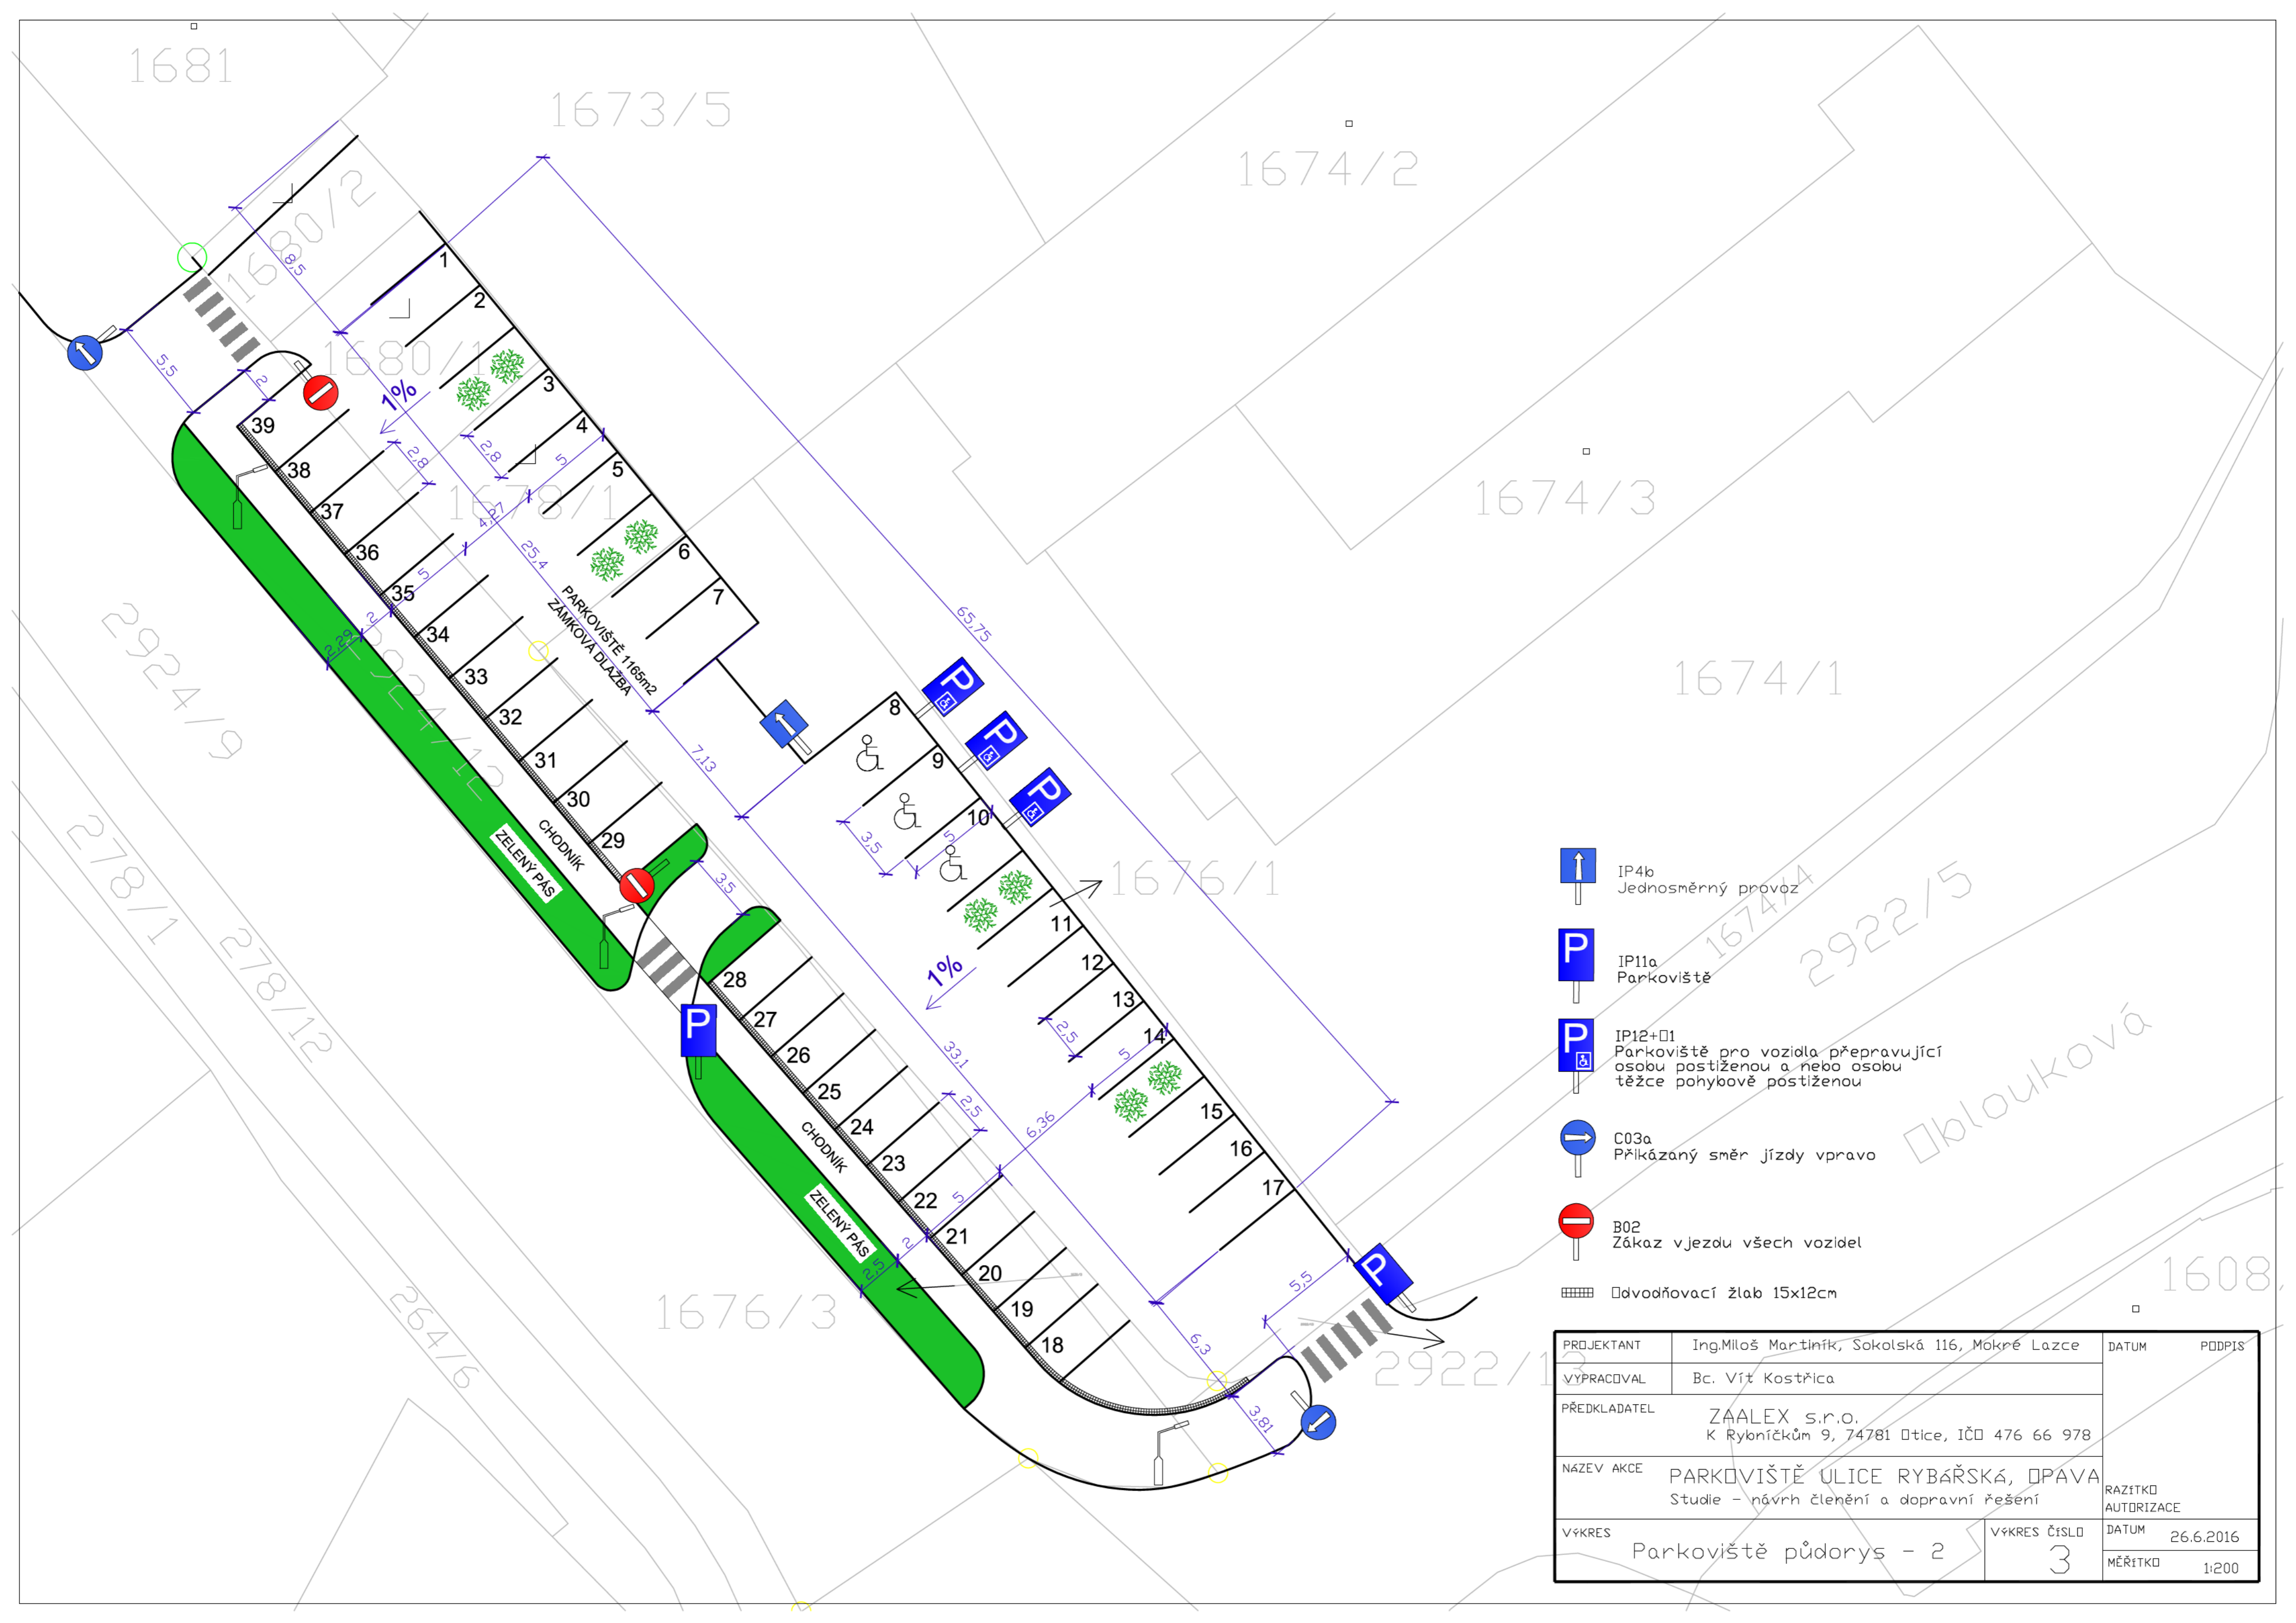 1681
1673/5
1674/2
1680/2
1680/1
1678/1
1674/3
1674/1
2924/9
2924/12
278/1
278/12
264/6
1676/1
1676/3
1674/4
2922/5
2922/13
1608/
Oblouková
1
2
3
4
5
6
7
8
9
10
11
12
13
14
15
16
17
18
19
20
21
22
23
24
25
26
27
28
29
30
31
32
33
34
35
36
37
38
39
8,5
5,5
2
1%
2,8
2,8
5
4,27
25,4
5
2
2,29
65,75
PARKOVIŠTĚ 1165m2
ZÁMKOVÁ DLAŽBA
7,13
3,5
5
3,5
CHODNÍK
ZELENÝ PÁS
1%
33,1
2,5
5
6,36
2,5
5
2
2,5
CHODNÍK
ZELENÝ PÁS
6,3
5,5
3,81
P
P
P
P
P
IP4b
Jednosměrný provoz
P
IP11a
Parkoviště
P
IP12+O1
Parkoviště pro vozidla přepravující
osobu postiženou a nebo osobu
těžce pohybově postiženou
C03a
Přikázaný směr jízdy vpravo
B02
Zákaz vjezdu všech vozidel
Odvodňovací žlab 15x12cm
PROJEKTANT Ing.Miloš Martiník, Sokolská 116, Mokré Lazce
DATUM PODPIS
VYPRACOVAL Bc. Vít Kostřica
PŘEDKLADATEL
ZAALEX s.r.o.
K Rybníčkům 9, 74781 Otice, IČO 476 66 978
NÁZEV AKCE
PARKOVIŠTĚ ULICE RYBÁŘSKÁ, OPAVA
Studie - návrh členění a dopravní řešení
RAZÍTKO
AUTORIZACE
VÝKRES
Parkoviště půdorys - 2
VÝKRES ČÍSLO
3
DATUM 26.6.2016
MĚŘÍTKO 1:200